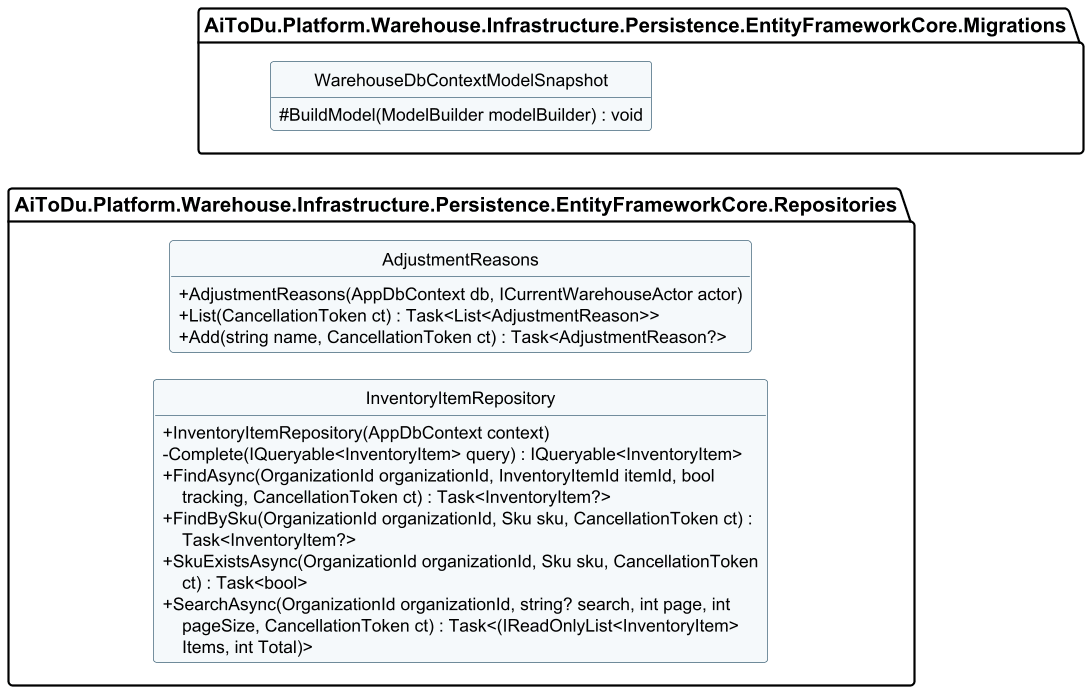 AiToDu.Platform.Warehouse.Infrastructure.Persistence.EntityFrameworkCore.Migrations
WarehouseDbContextModelSnapshot
#BuildModel(ModelBuilder modelBuilder) : void
AiToDu.Platform.Warehouse.Infrastructure.Persistence.EntityFrameworkCore.Repositories
AdjustmentReasons
+AdjustmentReasons(AppDbContext db, ICurrentWarehouseActor actor)
+List(CancellationToken ct) : Task<List<AdjustmentReason>>
+Add(string name, CancellationToken ct) : Task<AdjustmentReason?>
InventoryItemRepository
+InventoryItemRepository(AppDbContext context)
-Complete(IQueryable<InventoryItem> query) : IQueryable<InventoryItem>
+FindAsync(OrganizationId organizationId, InventoryItemId itemId, bool
tracking, CancellationToken ct) : Task<InventoryItem?>
+FindBySku(OrganizationId organizationId, Sku sku, CancellationToken ct) :
Task<InventoryItem?>
+SkuExistsAsync(OrganizationId organizationId, Sku sku, CancellationToken
ct) : Task<bool>
+SearchAsync(OrganizationId organizationId, string? search, int page, int
pageSize, CancellationToken ct) : Task<(IReadOnlyList<InventoryItem>
Items, int Total)>